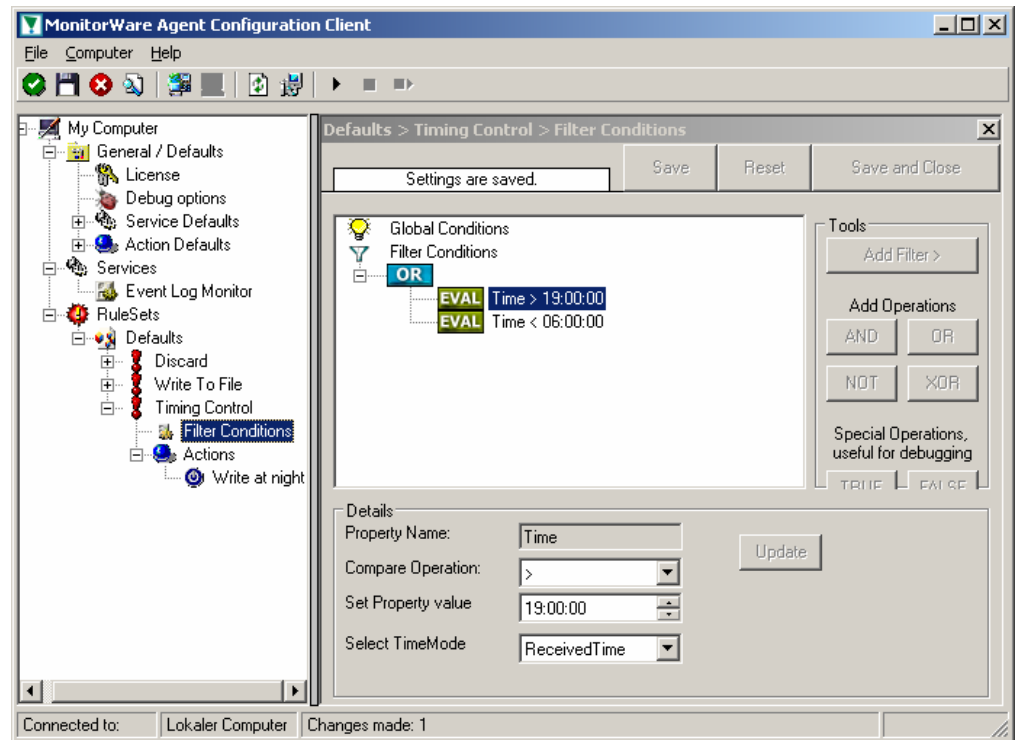 MonitorWare Agent Configuration Client
File Computer Help
My Computer
General / Defaults
License
Debug options
Service Defaults
Action Defaults
Services
Event Log Monitor
RuleSets
Defaults
Discard
Write To File
Timing Control
Filter Conditions
Actions
Write at night
Defaults > Timing Control > Filter Conditions
Settings are saved.
Save
Reset
Save and Close
Global Conditions
Filter Conditions
OR
EVAL Time > 19:00:00
EVAL Time < 06:00:00
Tools
Add Filter >
Add Operations
AND OR
NOT XOR
Special Operations,
useful for debugging
TRUE FALSE
Details
Property Name: Time
Update
Compare Operation: >
Set Property value 19:00:00
Select TimeMode ReceivedTime
Connected to: Lokaler Computer Changes made: 1